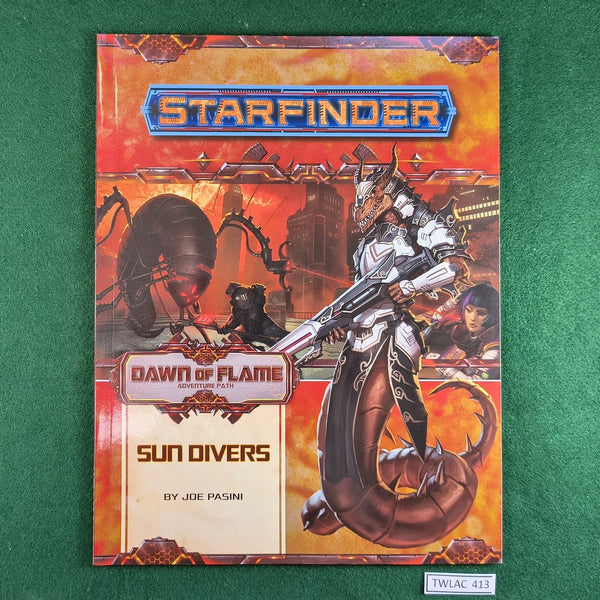 STARFINDER
DAWN OF FLAME
ADVENTURE PATH
SUN DIVERS
BY JOE PASINI
TWLAC 413